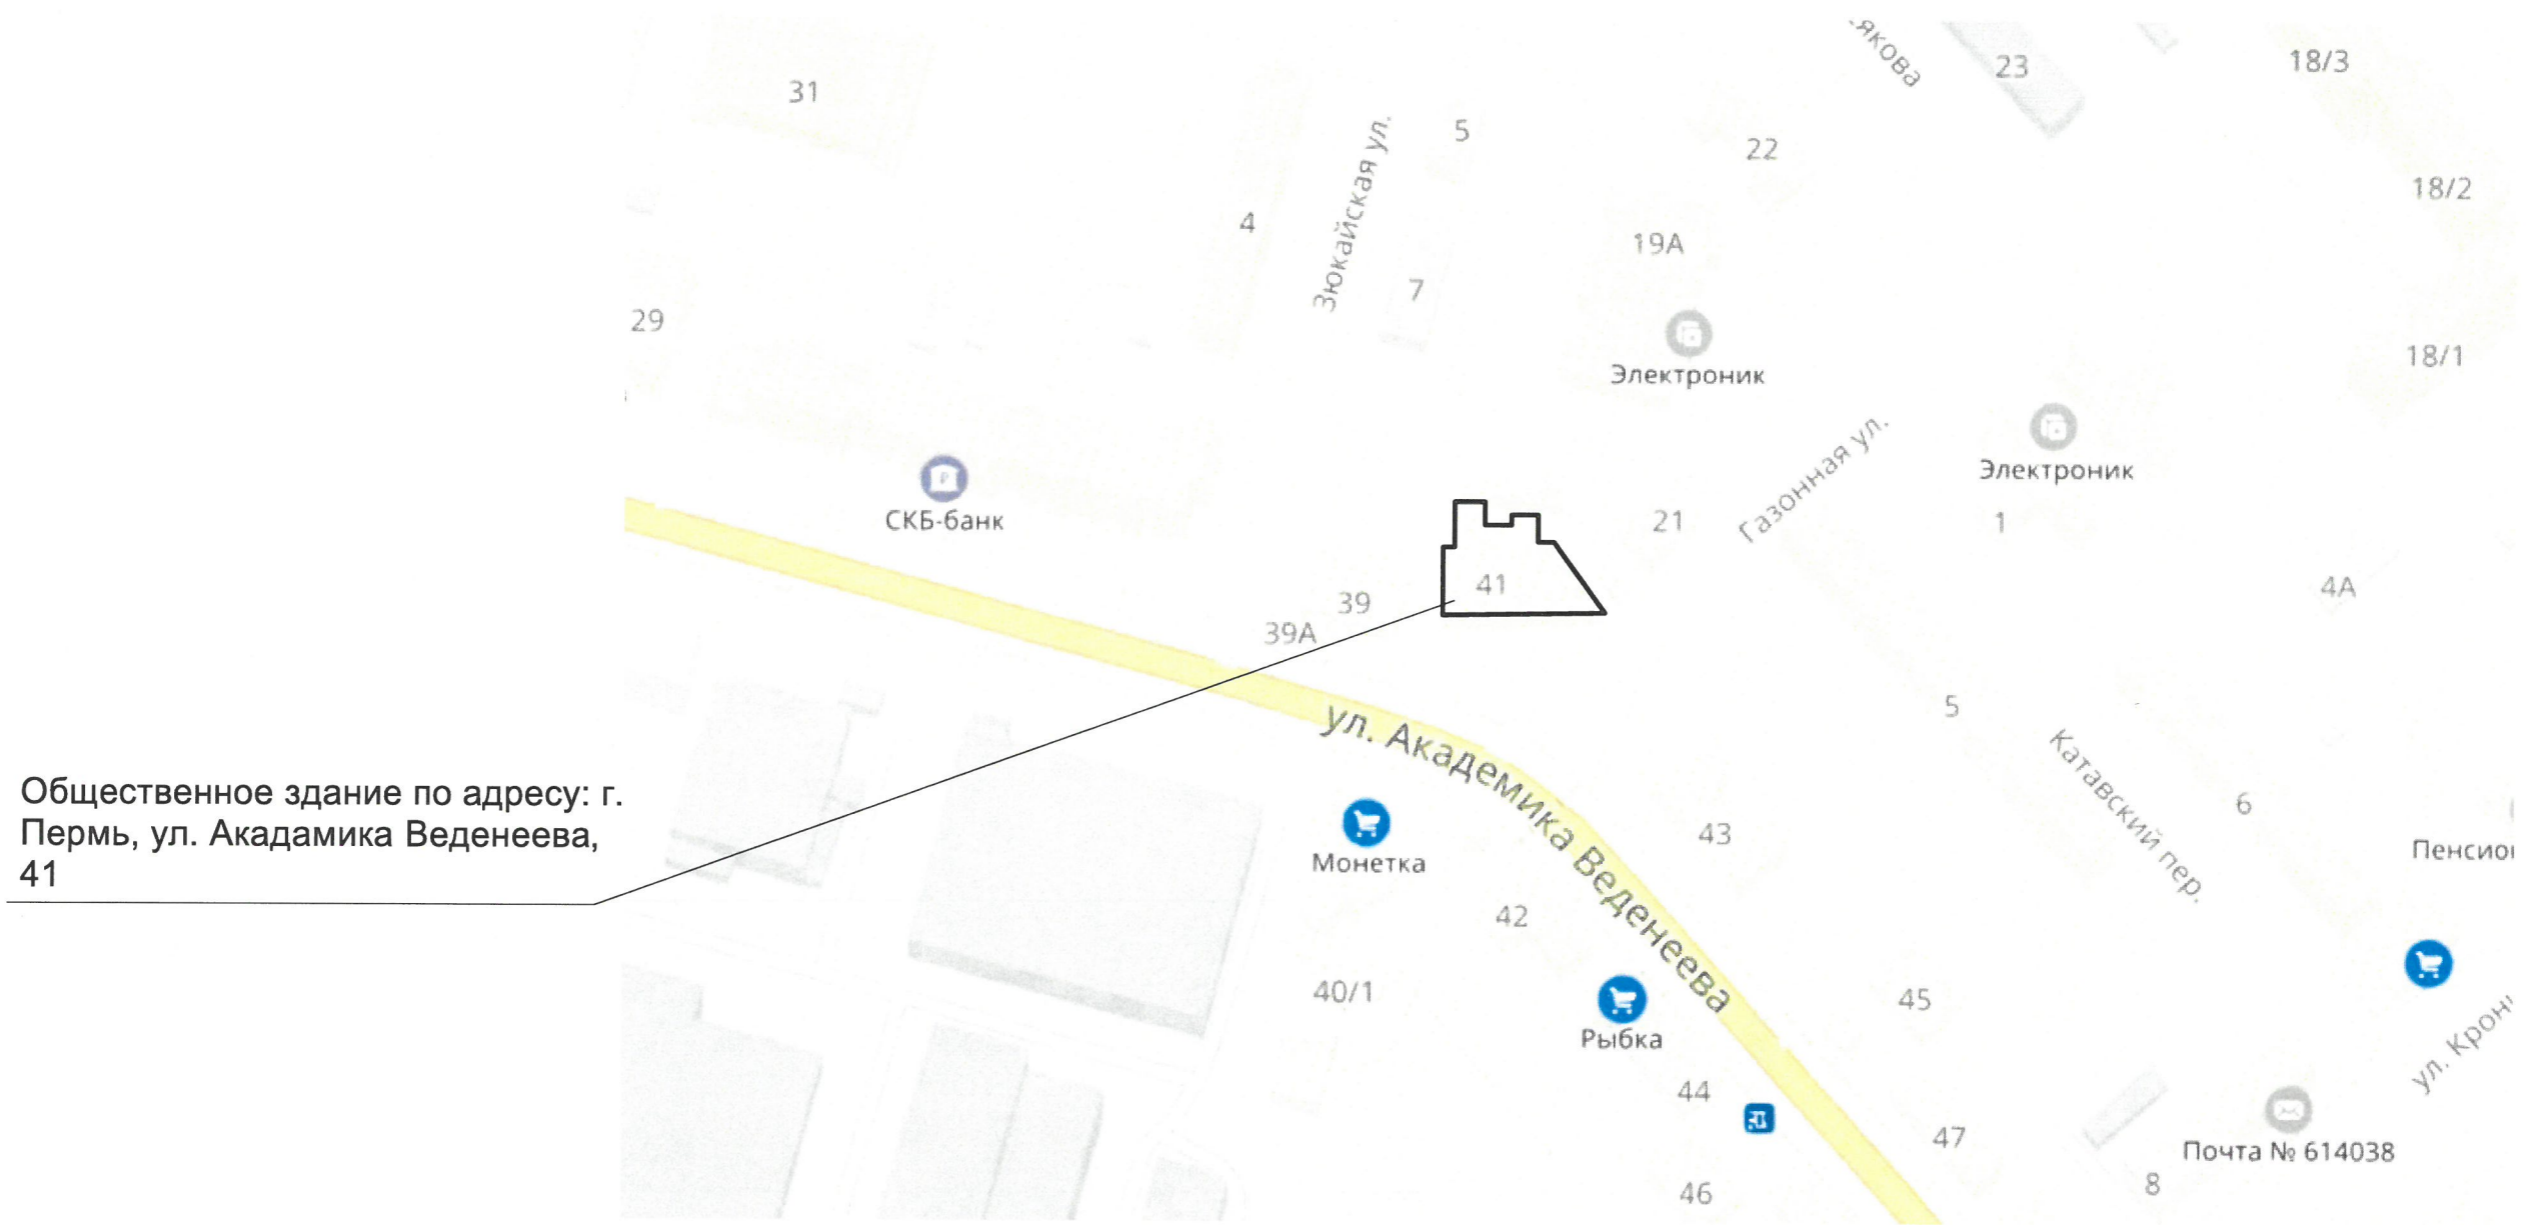 31
5
22
23
18/3
18/2
4
Зюкайская ул.
19А
7
29
Электроник
18/1
Газонная ул.
СКБ-банк
21
Электроник
1
41
39
39А
4А
ул. Академика Веденеева
5
Катавский пер.
6
Общественное здание по адресу: г.
Пермь, ул. Акадамика Веденеева,
41
Монетка
43
42
40/1
Рыбка
45
44
47
Почта № 614038
46
8